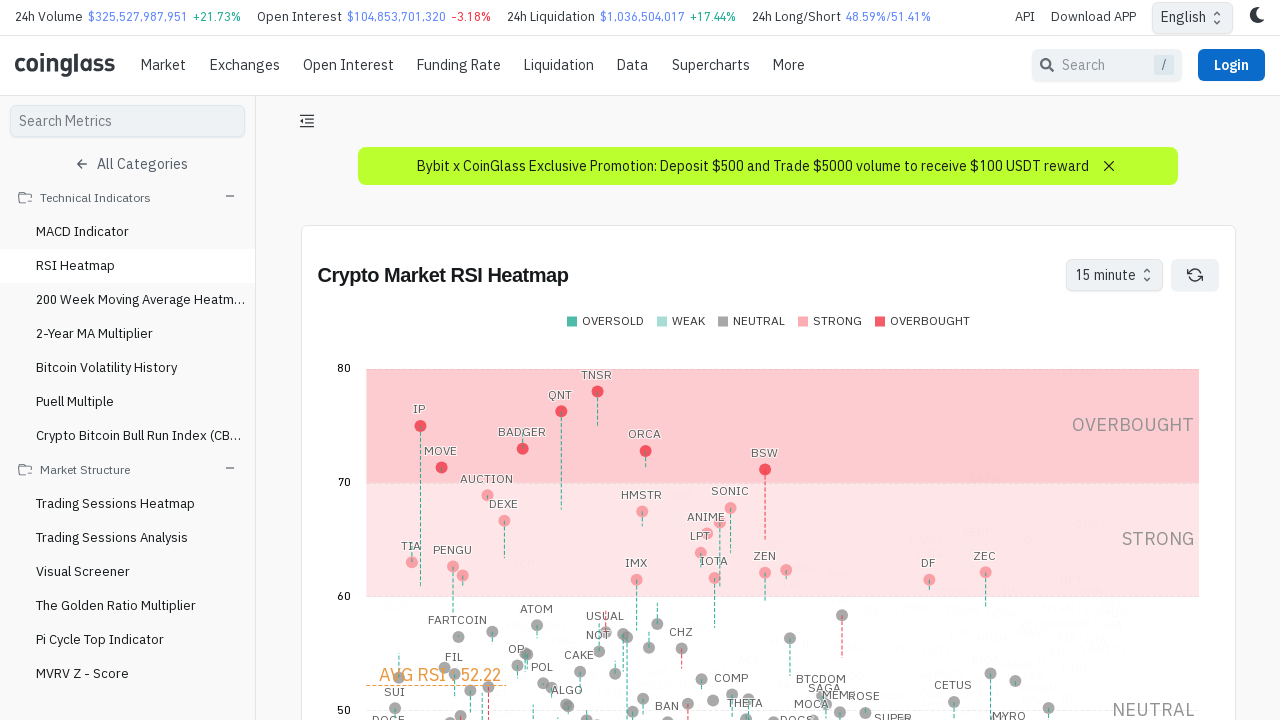 24h Volume $325,527,987,951 +21.73% Open Interest $104,853,701,320 -3.18% 24h Liquidation $1,036,504,017 +17.44% 24h Long/Short 48.59%/51.41% API Download APP English
coinglass Market Exchanges Open Interest Funding Rate Liquidation Data Supercharts More Search / Login
Search Metrics
All Categories
Technical Indicators
MACD Indicator
RSI Heatmap
200 Week Moving Average Heatm...
2-Year MA Multiplier
Bitcoin Volatility History
Puell Multiple
Crypto Bitcoin Bull Run Index (CB...
Market Structure
Trading Sessions Heatmap
Trading Sessions Analysis
Visual Screener
The Golden Ratio Multiplier
Pi Cycle Top Indicator
MVRV Z - Score
Bybit x CoinGlass Exclusive Promotion: Deposit $500 and Trade $5000 volume to receive $100 USDT reward
Crypto Market RSI Heatmap
15 minute
OVERSOLD WEAK NEUTRAL STRONG OVERBOUGHT
80
TNSR
QNT
IP
OVERBOUGHT
BADGER
ORCA
MOVE
BSW
70
AUCTION
SONIC
HMSTR
DEXE
ANIME
LPT
STRONG
TIA
PENGU
ZEN
DF
ZEC
IMX
IOTA
60
ATOM
FARTCOIN
USUAL
NOT
CHZ
OP
CAKE
FIL
POL
AVG RSI : 52.22
COMP
BTCDOM
CETUS
SUI
ALGO
SAGA
MEME
ROSE
THETA
MOCA
BAN
50
NEUTRAL
DOGE
DOGS
SUPER
MYRO